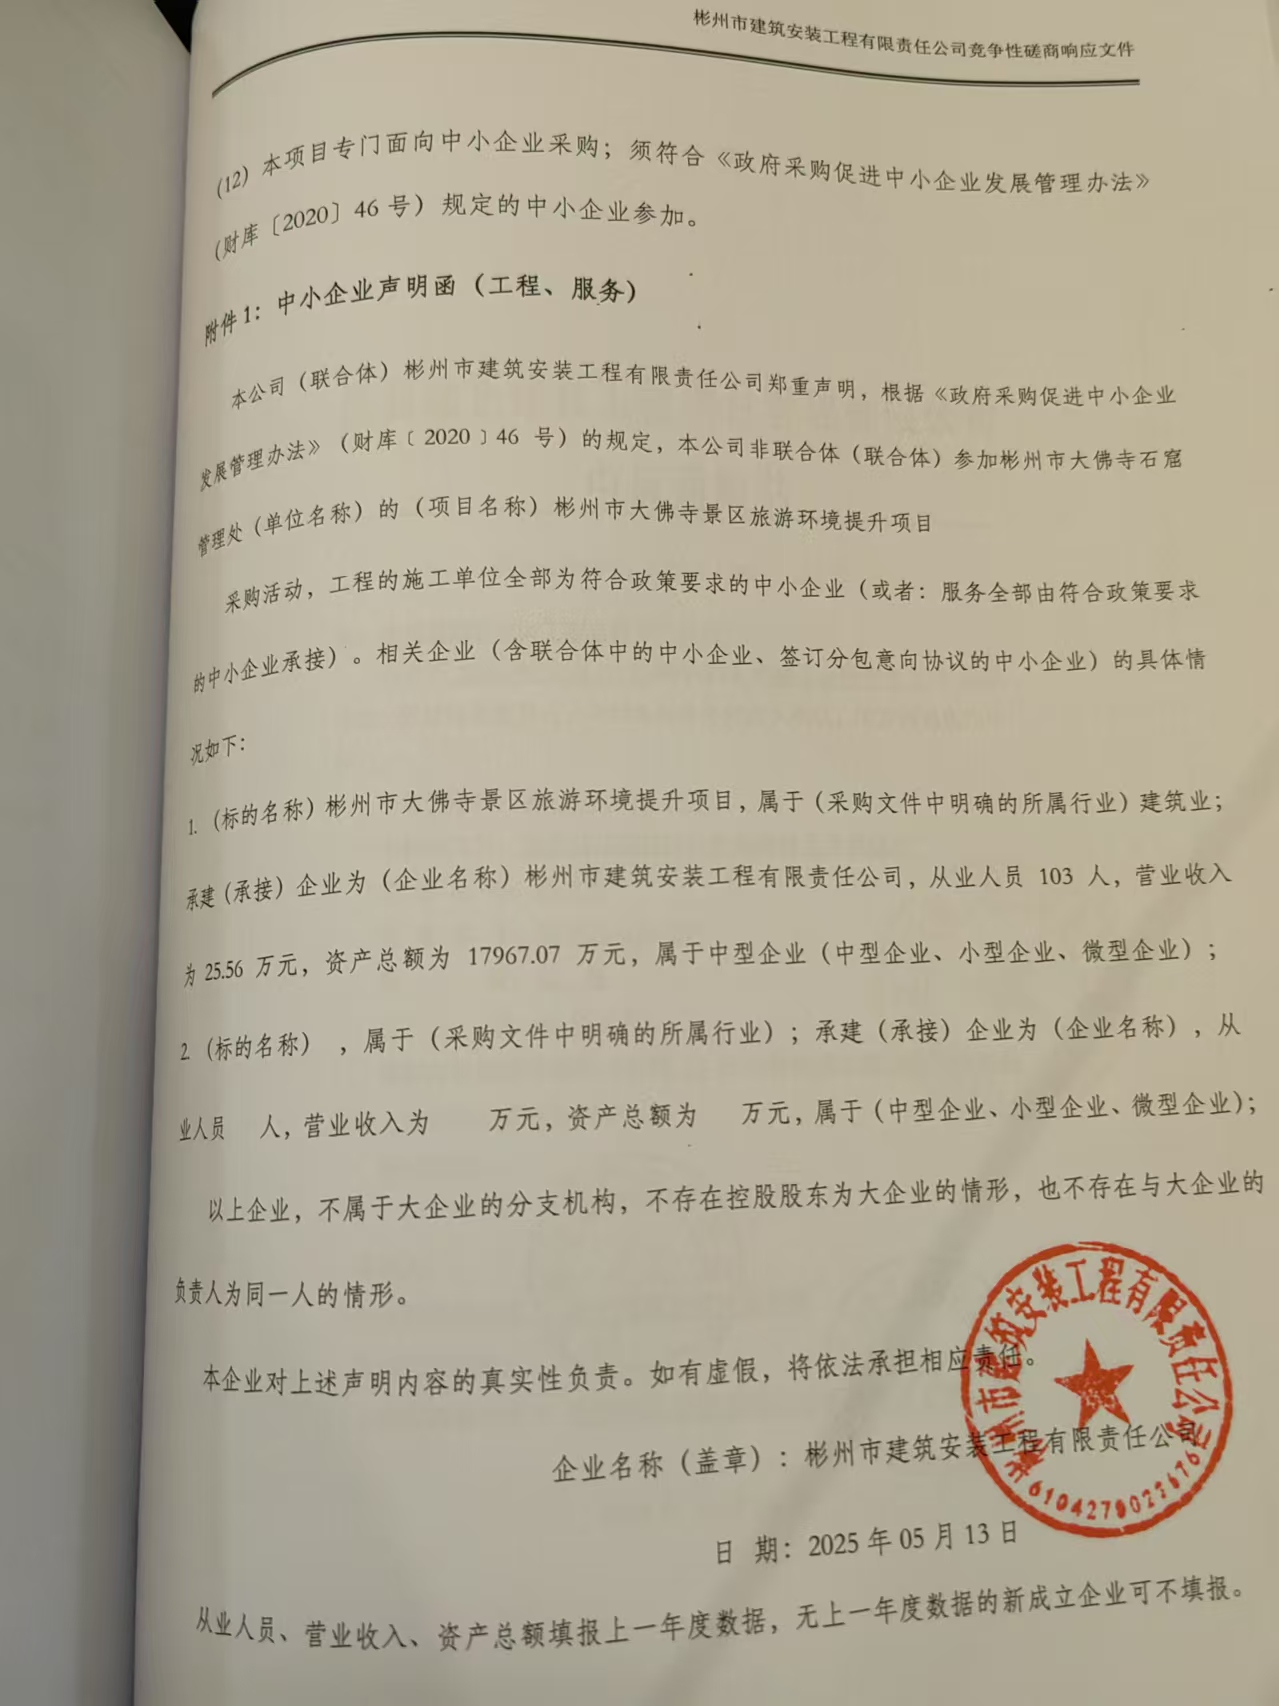 彬州市建筑安装工程有限责任公司竞争性磋商响应文件
(12) 本项目专门面向中小企业采购；须符合《政府采购促进中小企业发展管理办法》
（财库〔2020〕46 号）规定的中小企业参加。
附件 1：中小企业声明函（工程、服务）
本公司（联合体）彬州市建筑安装工程有限责任公司郑重声明，根据《政府采购促进中小企业
发展管理办法》（财库﹝2020﹞46 号）的规定，本公司非联合体（联合体）参加彬州市大佛寺石窟
管理处（单位名称）的（项目名称）彬州市大佛寺景区旅游环境提升项目
采购活动，工程的施工单位全部为符合政策要求的中小企业（或者：服务全部由符合政策要求
的中小企业承接）。相关企业（含联合体中的中小企业、签订分包意向协议的中小企业）的具体情
况如下：
1.（标的名称）彬州市大佛寺景区旅游环境提升项目，属于（采购文件中明确的所属行业）建筑业；
承建（承接）企业为（企业名称）彬州市建筑安装工程有限责任公司，从业人员 103 人，营业收入
为 25.56 万元，资产总额为 17967.07 万元，属于中型企业（中型企业、小型企业、微型企业）；
2.（标的名称），属于（采购文件中明确的所属行业）；承建（承接）企业为（企业名称），从
业人员 人，营业收入为 万元，资产总额为 万元，属于（中型企业、小型企业、微型企业）；
以上企业，不属于大企业的分支机构，不存在控股股东为大企业的情形，也不存在与大企业的
负责人为同一人的情形。
本企业对上述声明内容的真实性负责。如有虚假，将依法承担相应责任。
企业名称（盖章）：彬州市建筑安装工程有限责任公司
日 期：2025 年 05 月 13 日
从业人员、营业收入、资产总额填报上一年度数据，无上一年度数据的新成立企业可不填报。
彬州市建筑安装工程有限责任公司